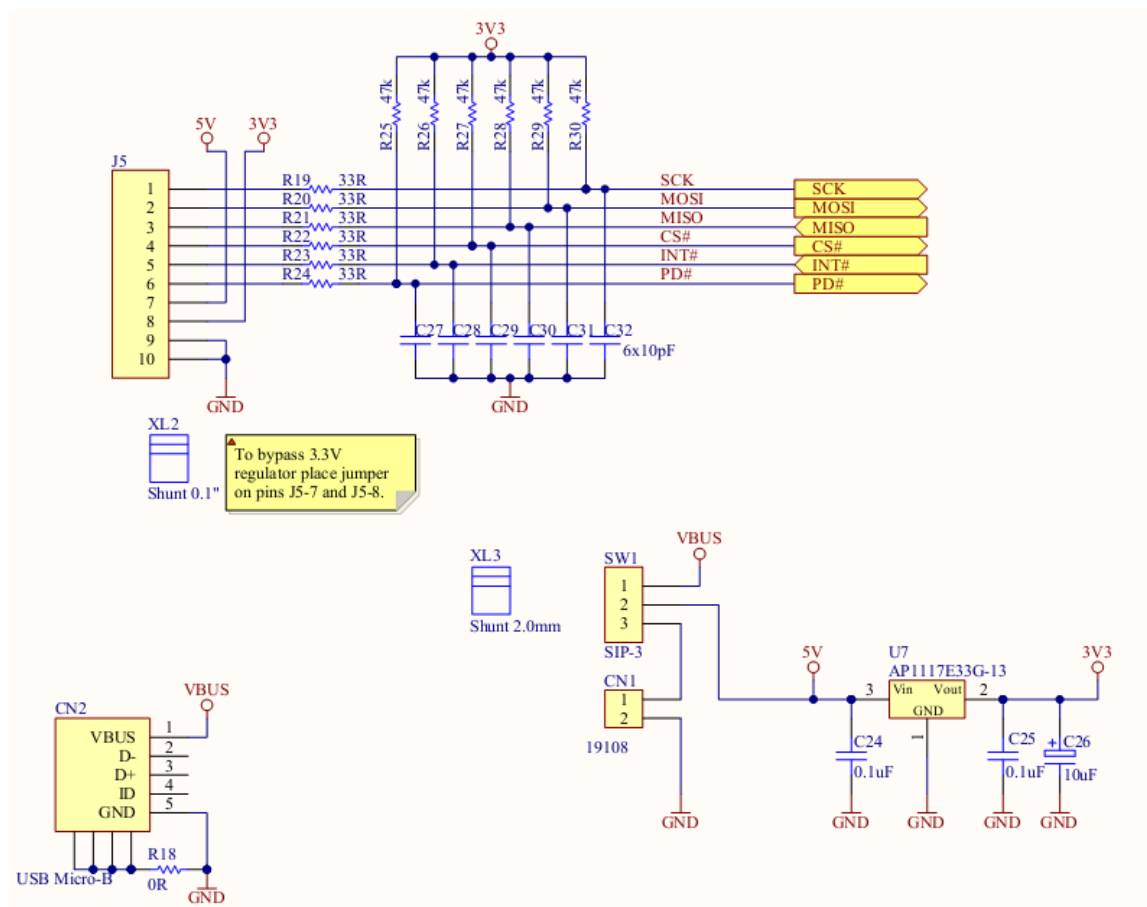 3V3
47k 47k 47k 47k 47k 47k
R25 R26 R27 R28 R29 R30
5V 3V3
J5
1 R19 33R SCK SCK
2 R20 33R MOSI MOSI
3 R21 33R MISO MISO
4 R22 33R CS# CS#
5 R23 33R INT# INT#
6 R24 33R PD# PD#
7
8
9
10
C27 C28 C29 C30 C31 C32
6x10pF
GND GND
XL2
Shunt 0.1"
To bypass 3.3V
regulator place jumper
on pins J5-7 and J5-8.
XL3
Shunt 2.0mm
VBUS
SW1
1
2
3
SIP-3
CN1
1
2
19108
GND
5V
U7
AP1117E33G-13
3 Vin Vout 2
GND
1
3V3
C24
0.1uF
C25
0.1uF
+ C26
10uF
GND GND GND GND
VBUS
CN2
VBUS 1
D- 2
D+ 3
ID 4
GND 5
R18
0R
USB Micro-B
GND